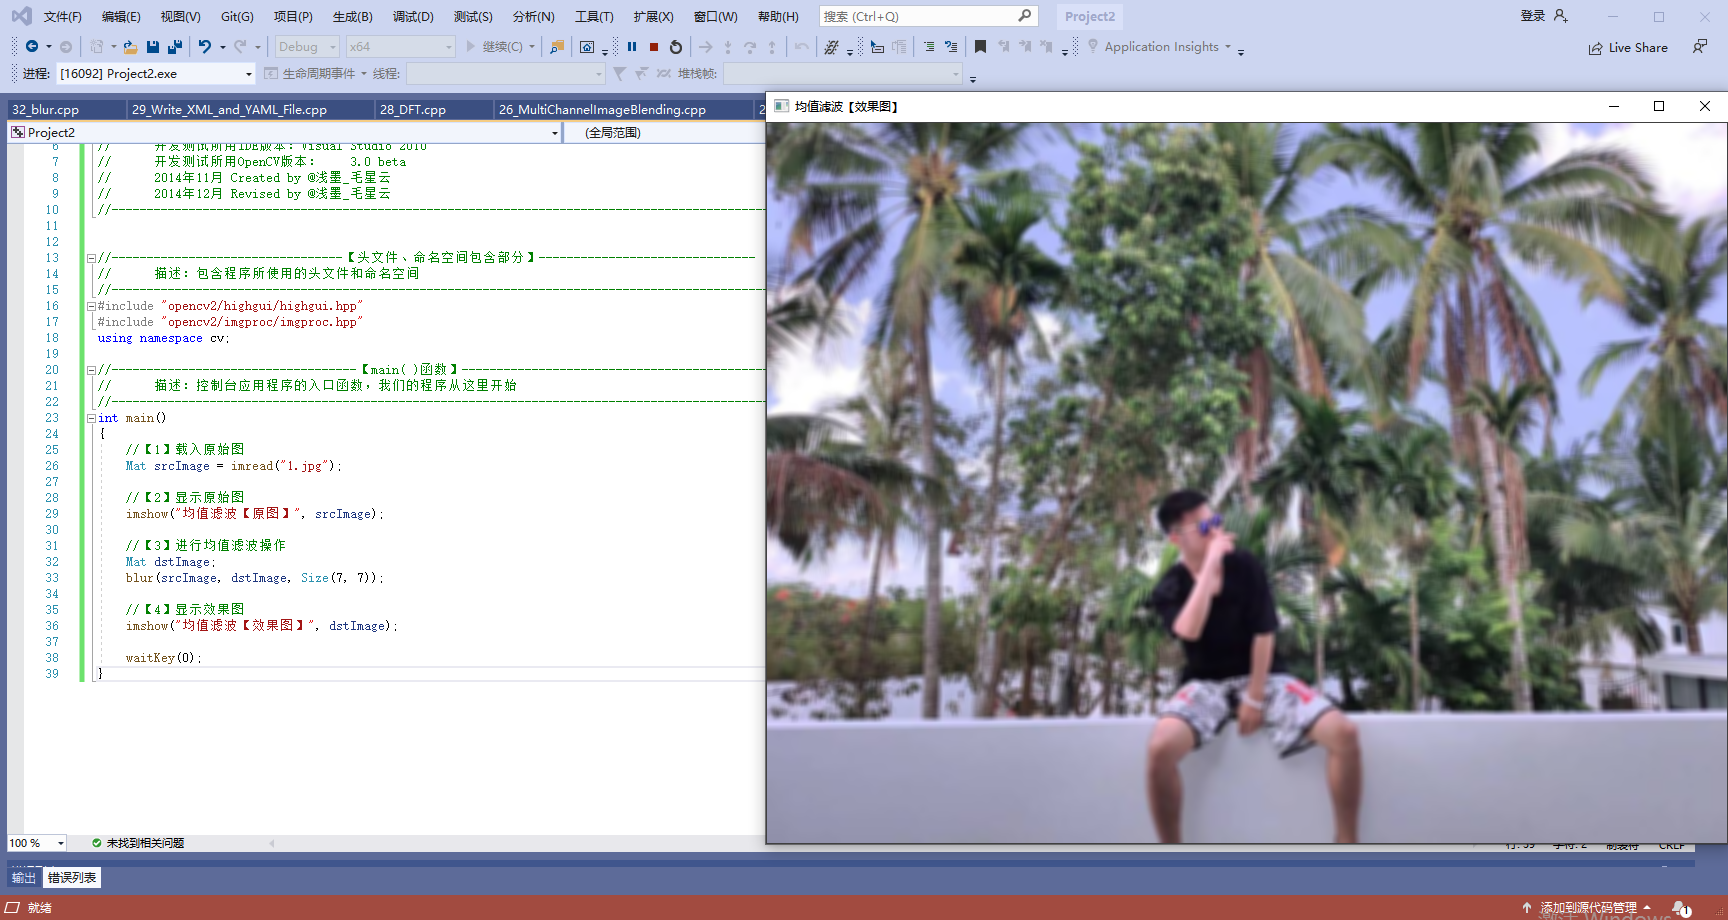 文件(F) 编辑(E) 视图(V) Git(G) 项目(P) 生成(B) 调试(D) 测试(S) 分析(N) 工具(T) 扩展(X) 窗口(W) 帮助(H) 搜索 (Ctrl+Q) Project2 登录
Debug x64 继续(C) Application Insights Live Share
进程: [16092] Project2.exe 生命周期事件 线程: 堆栈帧:
32_blur.cpp 29_Write_XML_and_YAML_File.cpp 28_DFT.cpp 26_MultiChannelImageBlending.cpp 2
均值滤波【效果图】
Project2 (全局范围)
6 // 开发测试所用IDE版本：Visual Studio 2010
7 // 开发测试所用OpenCV版本： 3.0 beta
8 // 2014年11月 Created by @浅墨_毛星云
9 // 2014年12月 Revised by @浅墨_毛星云
10 //----------------------------------------------------------------------------------------------
11
12
13 //---------------------------------【头文件、命名空间包含部分】-------------------------------
14 // 描述：包含程序所使用的头文件和命名空间
15 //----------------------------------------------------------------------------------------------
16 #include "opencv2/highgui/highgui.hpp"
17 #include "opencv2/imgproc/imgproc.hpp"
18 using namespace cv;
19
20 //-----------------------------------【main( )函数】--------------------------------------------
21 // 描述：控制台应用程序的入口函数，我们的程序从这里开始
22 //----------------------------------------------------------------------------------------------
23 int main()
24 {
25 //【1】载入原始图
26 Mat srcImage = imread("1.jpg");
27
28 //【2】显示原始图
29 imshow("均值滤波【原图】", srcImage);
30
31 //【3】进行均值滤波操作
32 Mat dstImage;
33 blur(srcImage, dstImage, Size(7, 7));
34
35 //【4】显示效果图
36 imshow("均值滤波【效果图】", dstImage);
37
38 waitKey(0);
39 }
100 % 未找到相关问题 行: 39 字符: 2 制表符 CRLF
输出 错误列表
就绪 添加到源代码管理 1